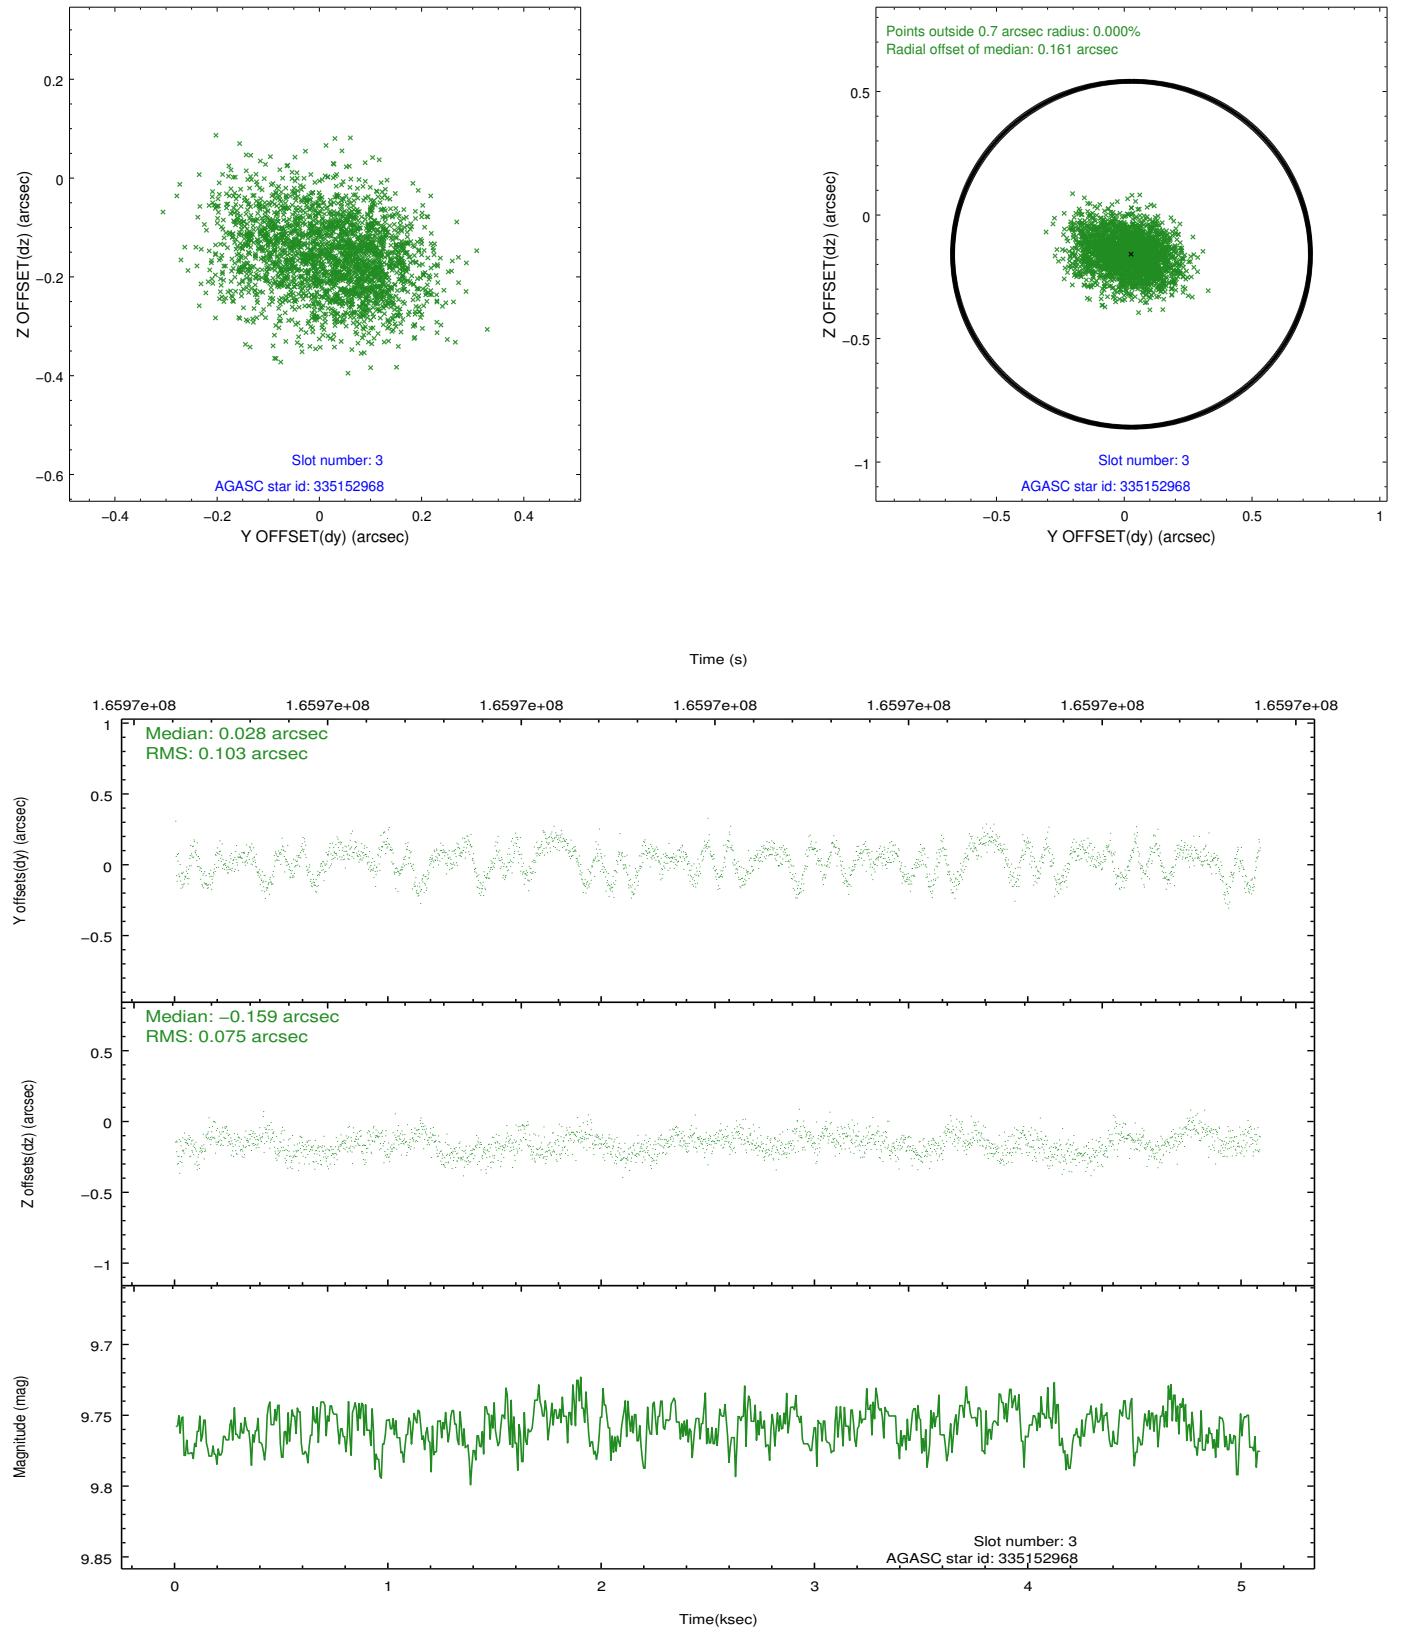 0.2
0
−0.2
−0.4
−0.6
Z OFFSET(dz) (arcsec)
Slot number: 3
AGASC star id: 335152968
−0.4 −0.2 0 0.2 0.4
Y OFFSET(dy) (arcsec)
Points outside 0.7 arcsec radius: 0.000%
Radial offset of median: 0.161 arcsec
0.5
0
−0.5
−1
Z OFFSET(dz) (arcsec)
Slot number: 3
AGASC star id: 335152968
−0.5 0 0.5 1
Y OFFSET(dy) (arcsec)
Time (s)
1.6597e+08 1.6597e+08 1.6597e+08 1.6597e+08 1.6597e+08 1.6597e+08 1.6597e+08
Median: 0.028 arcsec
RMS: 0.103 arcsec
1
0.5
0
−0.5
Y offsets(dy) (arcsec)
Median: −0.159 arcsec
RMS: 0.075 arcsec
0.5
0
−0.5
−1
Z offsets(dz) (arcsec)
9.7
9.75
9.8
9.85
Magnitude (mag)
Slot number: 3
AGASC star id: 335152968
0 1 2 3 4 5
Time(ksec)